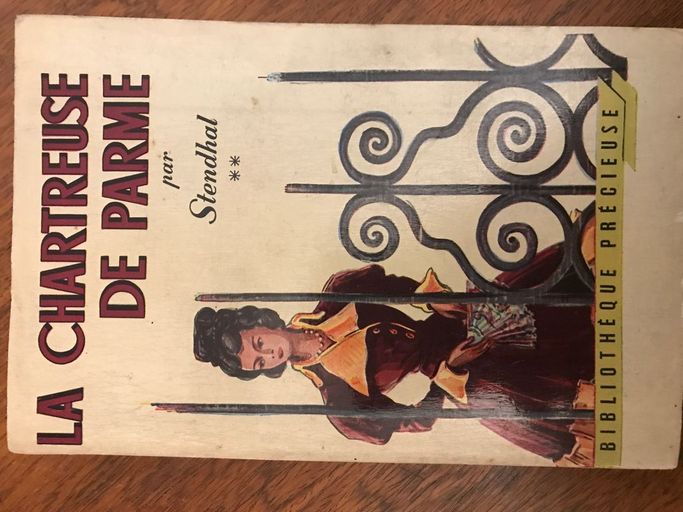 LA CHARTREUSE
DE PARME
par
Stendhal
**
BIBLIOTHÈQUE PRÉCIEUSE